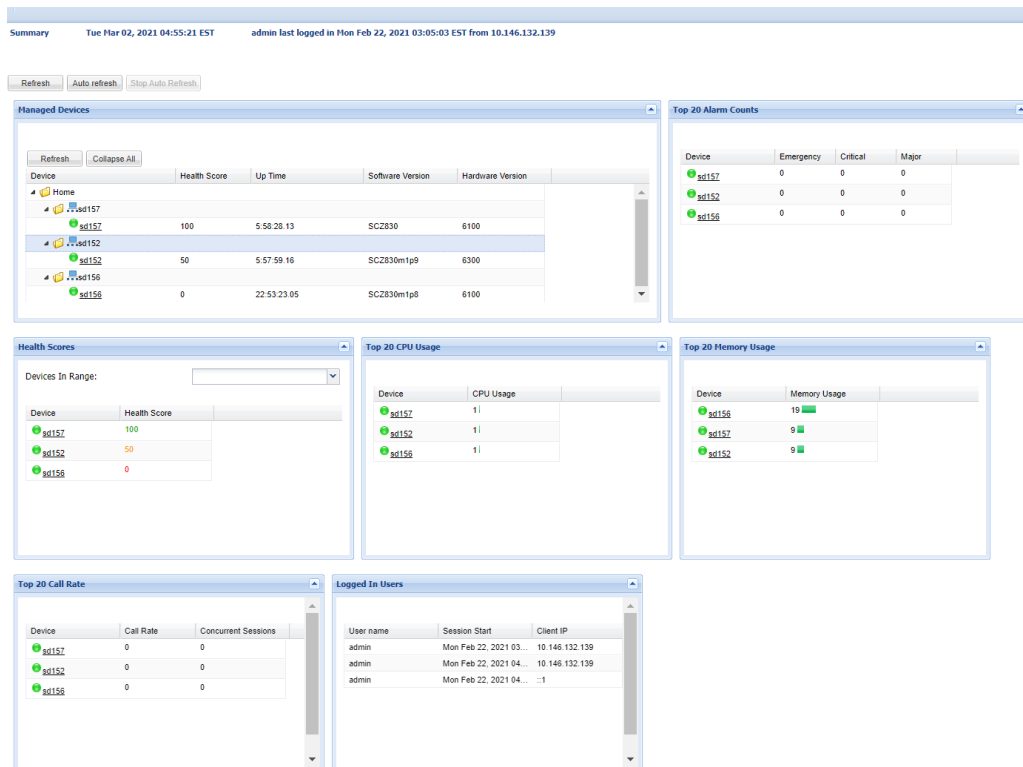 Summary Tue Mar 02, 2021 04:55:21 EST admin last logged in Mon Feb 22, 2021 03:05:03 EST from 10.146.132.139
Refresh Auto refresh Stop Auto Refresh
Managed Devices
Refresh Collapse All
Device Health Score Up Time Software Version Hardware Version
Home
sd157
sd157 100 5:58:28.13 SCZ830 6100
sd152
sd152 50 5:57:59.16 SCZ830m1p9 6300
sd156
sd156 0 22:53:23.05 SCZ830m1p8 6100
Top 20 Alarm Counts
Device Emergency Critical Major
sd157 0 0 0
sd152 0 0 0
sd156 0 0 0
Health Scores
Devices In Range:
Device Health Score
sd157 100
sd152 50
sd156 0
Top 20 CPU Usage
Device CPU Usage
sd157 1
sd152 1
sd156 1
Top 20 Memory Usage
Device Memory Usage
sd156 19
sd157 9
sd152 9
Top 20 Call Rate
Device Call Rate Concurrent Sessions
sd157 0 0
sd152 0 0
sd156 0 0
Logged In Users
User name Session Start Client IP
admin Mon Feb 22, 2021 03... 10.146.132.139
admin Mon Feb 22, 2021 04... 10.146.132.139
admin Mon Feb 22, 2021 04... ::1